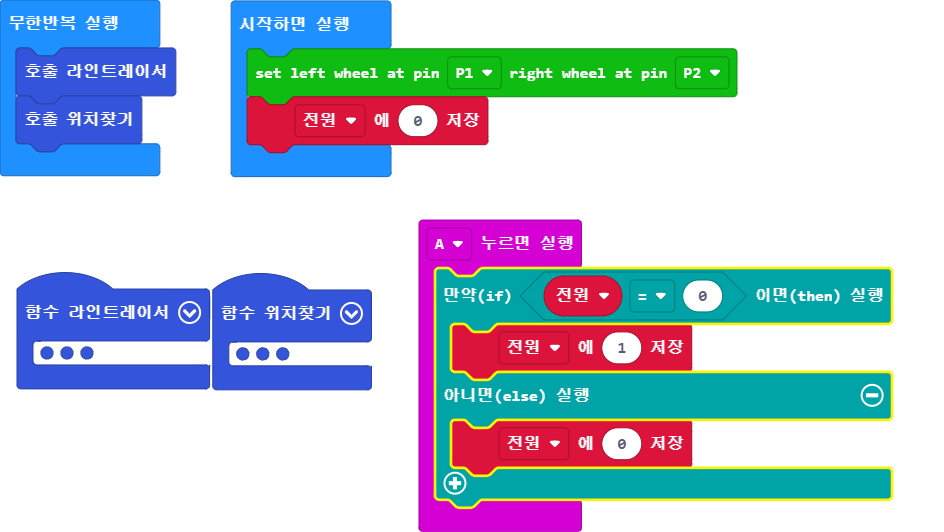 무한반복 실행
호출 라인트레이서
호출 위치찾기
시작하면 실행
set left wheel at pin P1 right wheel at pin P2
전원 에 0 저장
함수 라인트레이서
함수 위치찾기
A 누르면 실행
만약(if) 전원 = 0 이면(then) 실행
전원 에 1 저장
아니면(else) 실행
전원 에 0 저장